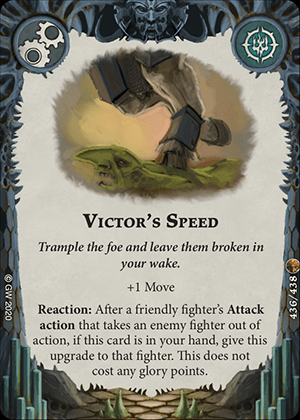 Victor's Speed
Trample the foe and leave them broken in
your wake.
+1 Move
Reaction: After a friendly fighter's Attack
action that takes an enemy fighter out of
action, if this card is in your hand, give this
upgrade to that fighter. This does not
cost any glory points.
© GW 2020
436/438